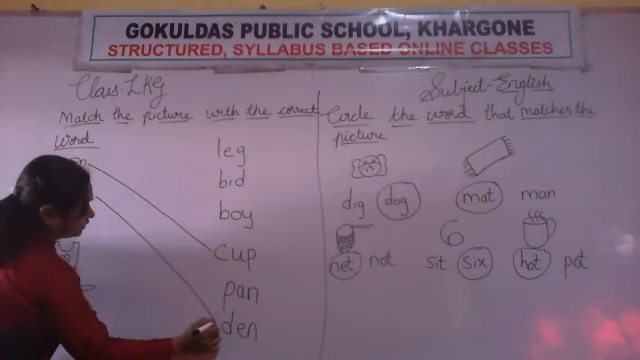 GOKULDAS PUBLIC SCHOOL, KHARGONE
STRUCTURED, SYLLABUS BASED ONLINE CLASSES
Class-LKG
Subject-English
Match the picture with the correct
word
leg
bid
boy
cup
pan
den
Circle the word that matches the
picture
dig dog mat man
6
net not sit six hot pot